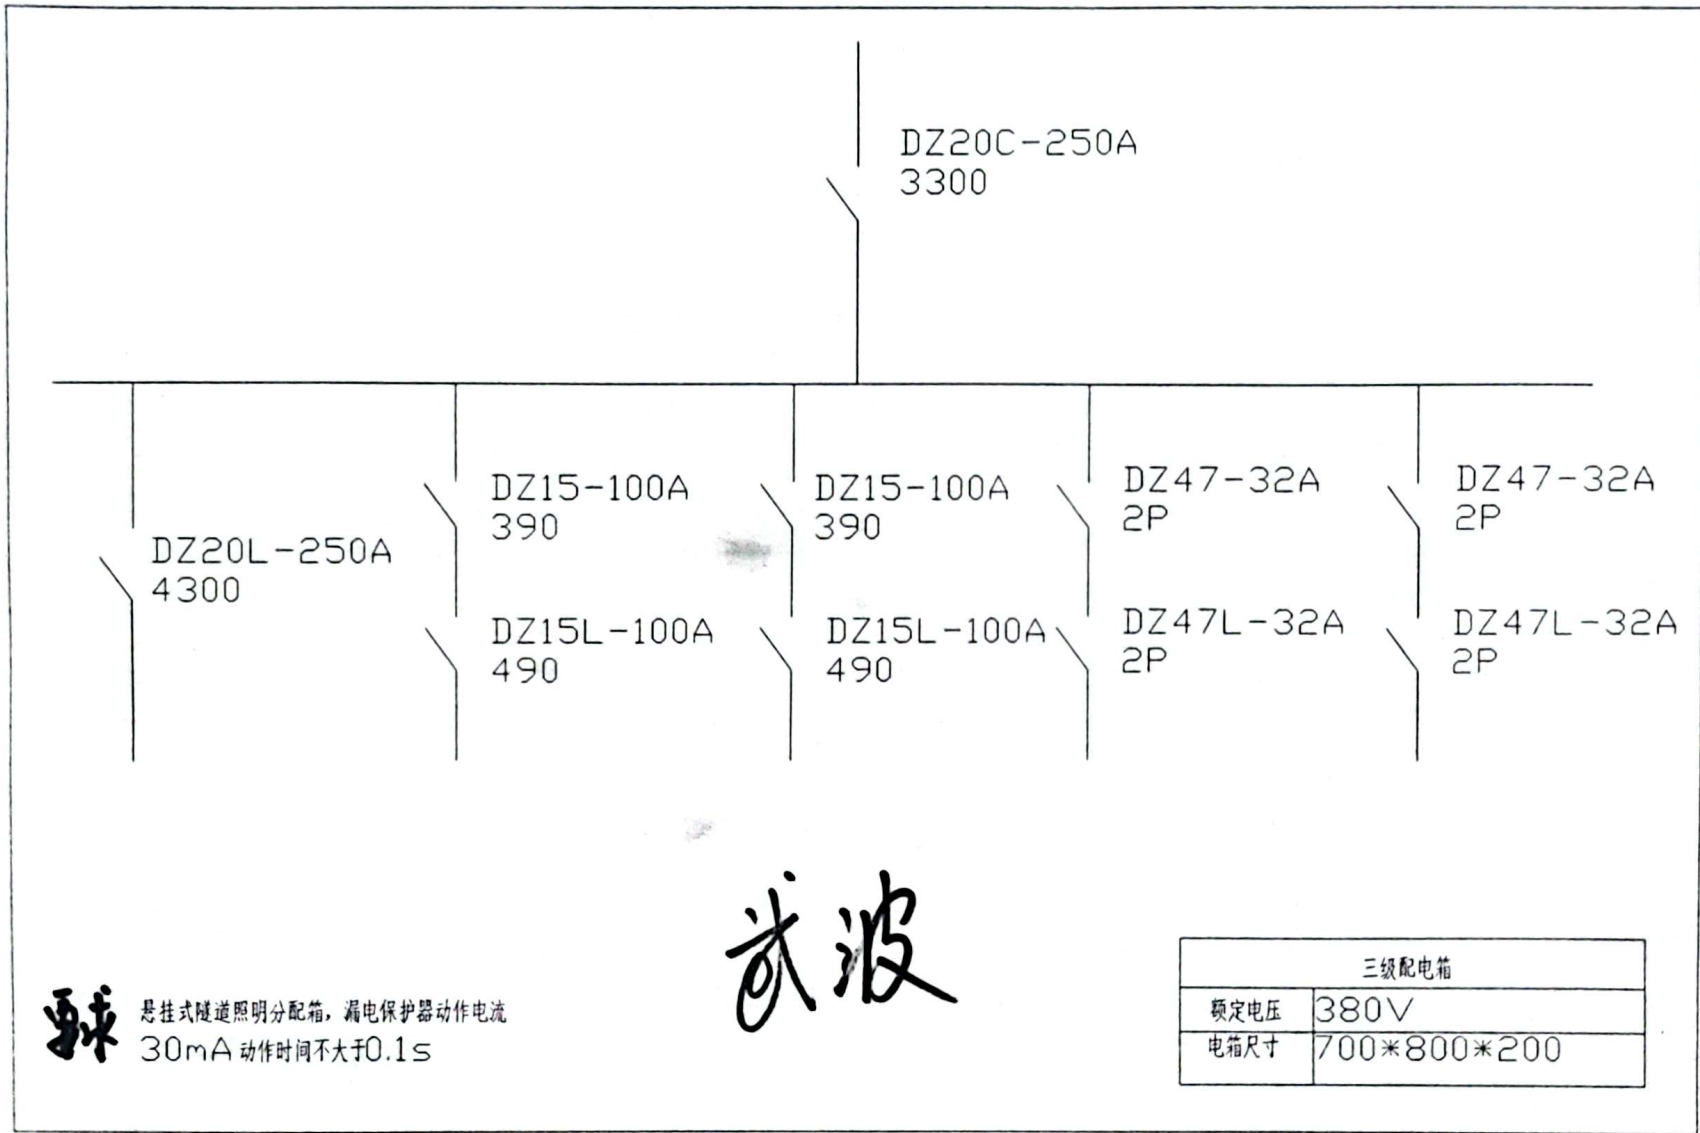 DZ20C-250A
3300
DZ20L-250A
4300
DZ15-100A
390
DZ15L-100A
490
DZ15-100A
390
DZ15L-100A
490
DZ47-32A
2P
DZ47L-32A
2P
DZ47-32A
2P
DZ47L-32A
2P
武波
要求
悬挂式隧道照明分配箱，漏电保护器动作电流
30mA 动作时间不大于0.1s
三级配电箱
额定电压 380V
电箱尺寸 700*800*200